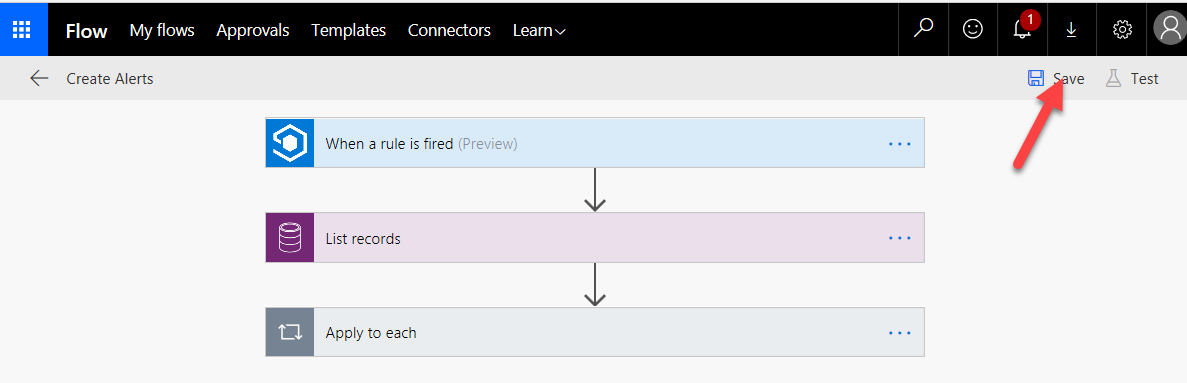 Flow My flows Approvals Templates Connectors Learn 1
Create Alerts Save Test
When a rule is fired (Preview)
List records
Apply to each